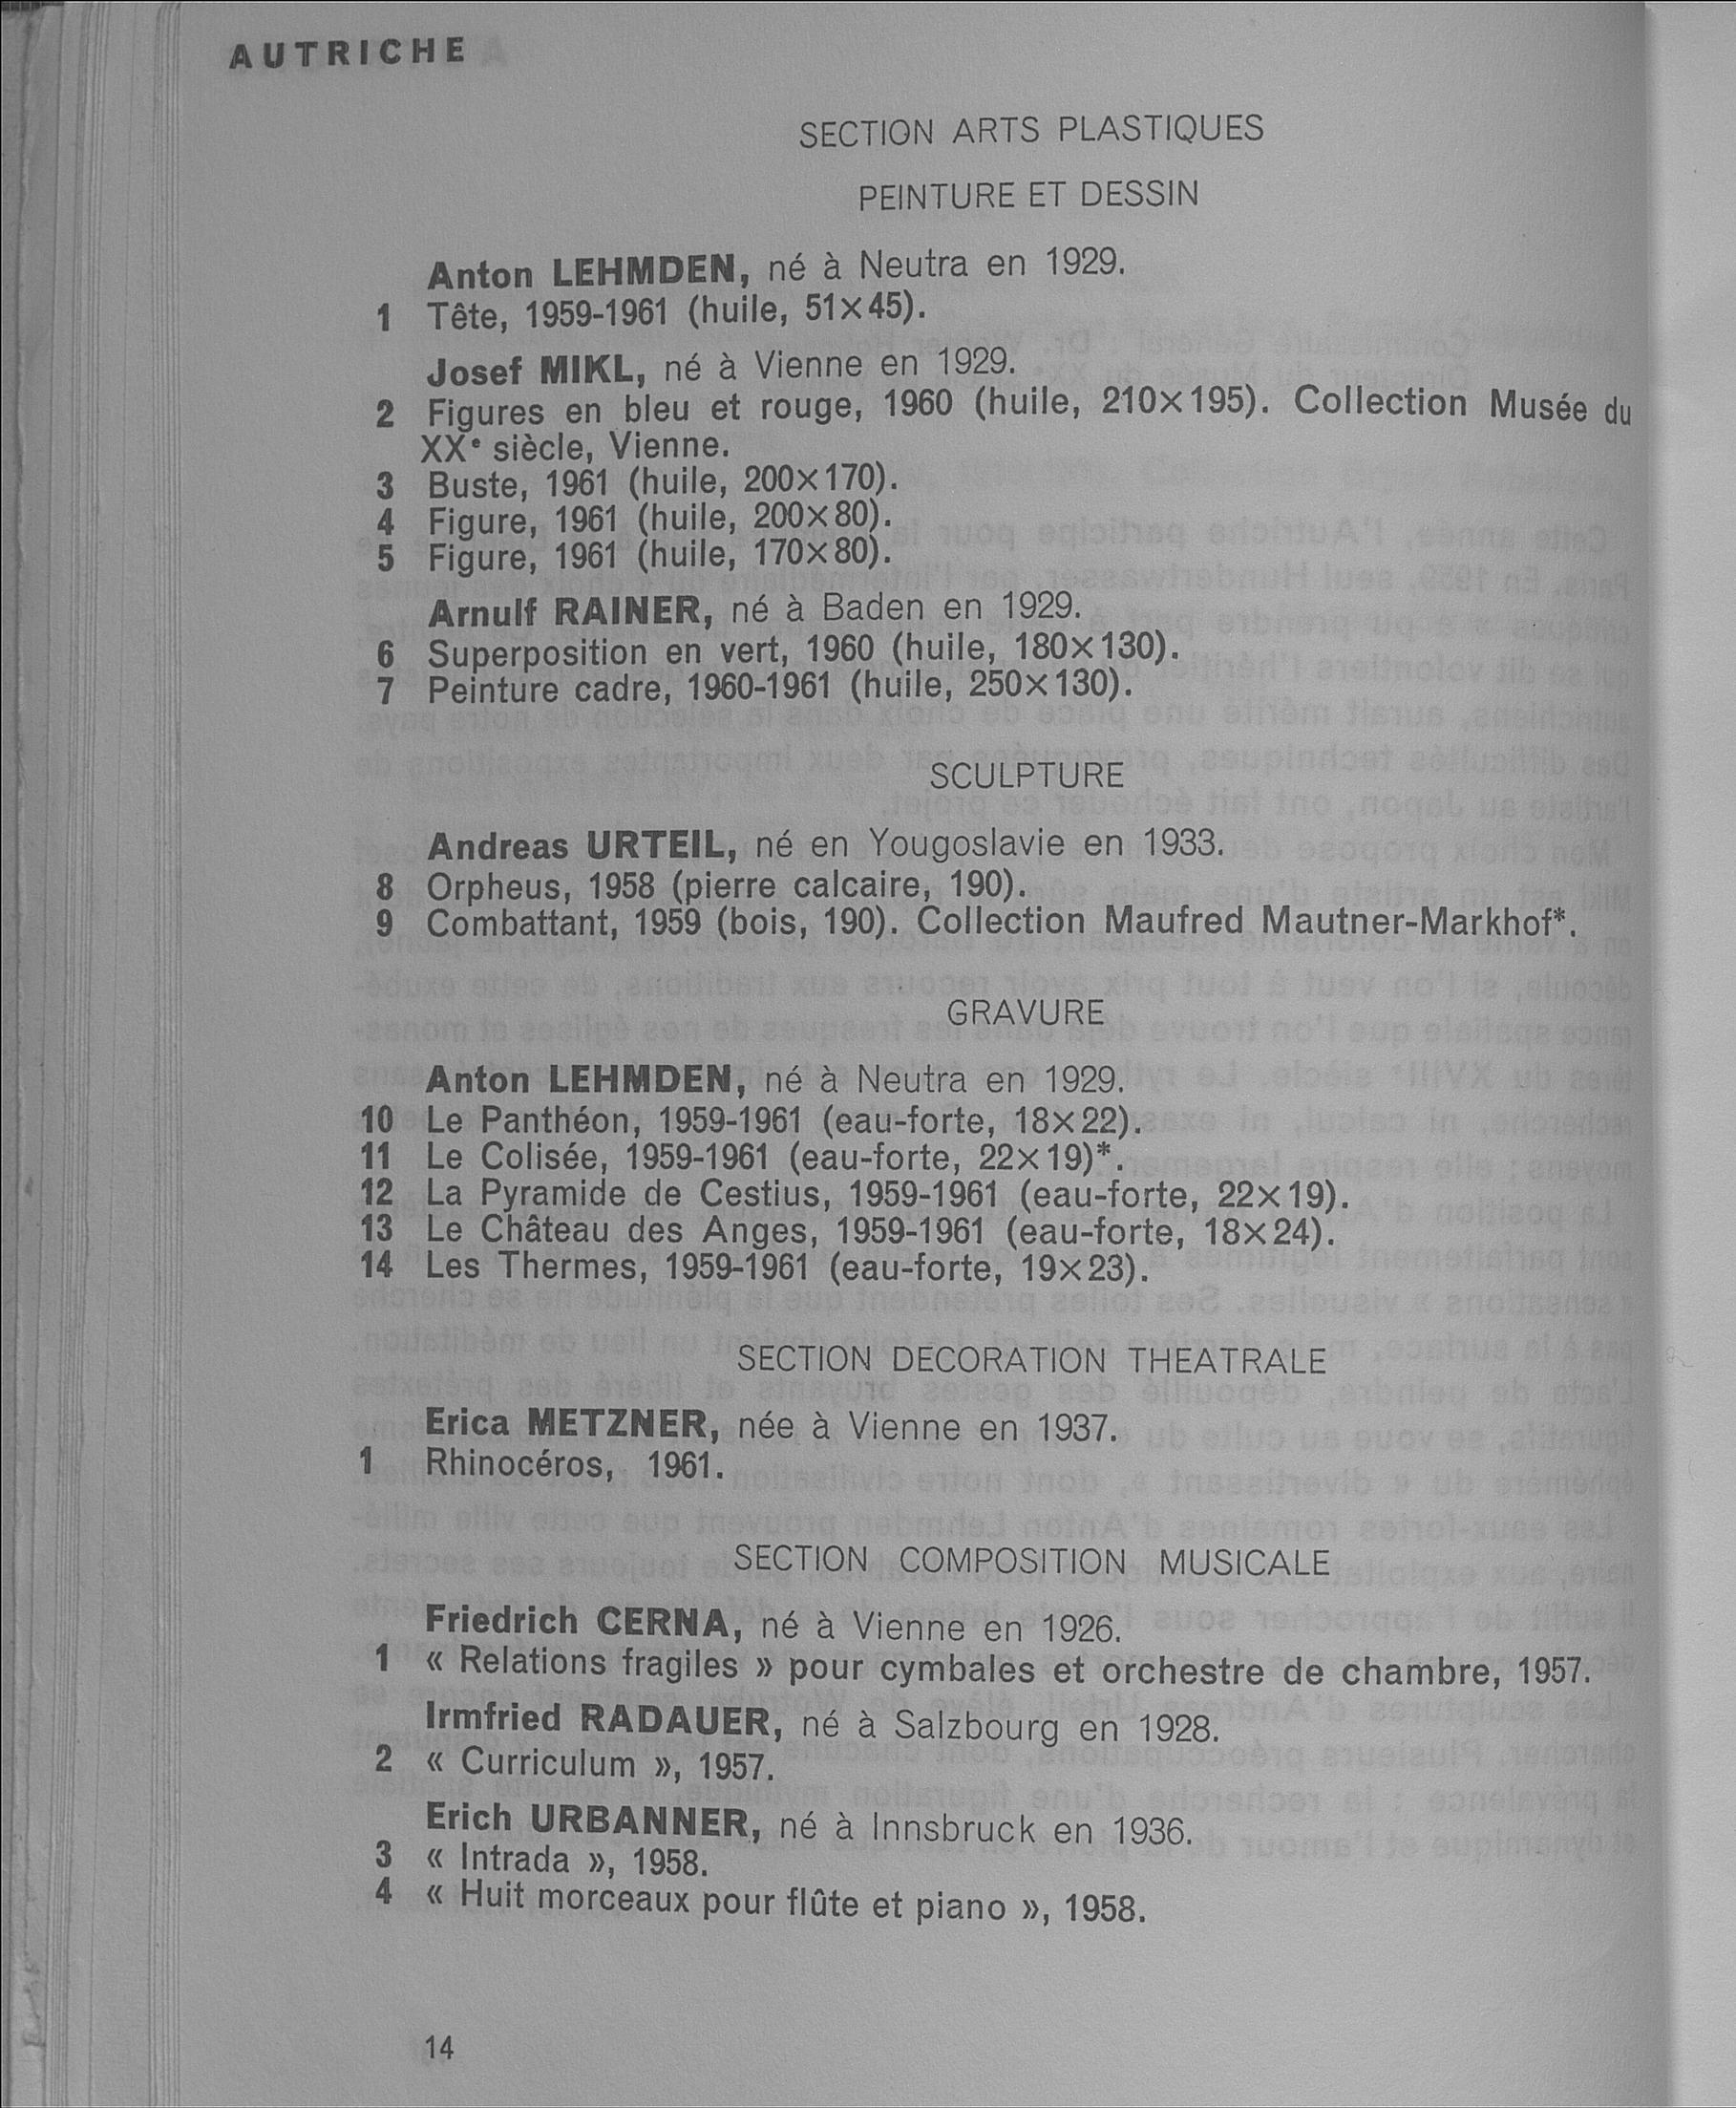 AUTRICHE
SECTION ARTS PLASTIQUES
PEINTURE ET DESSIN
Anton LEHMDEN, né à Neutra en 1929.
1 Tête, 1959-1961 (huile, 51×45).
Josef MIKL, né à Vienne en 1929.
2 Figures en bleu et rouge, 1960 (huile, 210×195). Collection Musée du
XXe siècle, Vienne.
3 Buste, 1961 (huile, 200×170).
4 Figure, 1961 (huile, 200×80).
5 Figure, 1961 (huile, 170×80).
Arnulf RAINER, né à Baden en 1929.
6 Superposition en vert, 1960 (huile, 180×130).
7 Peinture cadre, 1960-1961 (huile, 250×130).
SCULPTURE
Andreas URTEIL, né en Yougoslavie en 1933.
8 Orpheus, 1958 (pierre calcaire, 190).
9 Combattant, 1959 (bois, 190). Collection Maufred Mautner-Markhof*.
GRAVURE
Anton LEHMDEN, né à Neutra en 1929.
10 Le Panthéon, 1959-1961 (eau-forte, 18×22).
11 Le Colisée, 1959-1961 (eau-forte, 22×19)*.
12 La Pyramide de Cestius, 1959-1961 (eau-forte, 22×19).
13 Le Château des Anges, 1959-1961 (eau-forte, 18×24).
14 Les Thermes, 1959-1961 (eau-forte, 19×23).
SECTION DECORATION THEATRALE
Erica METZNER, née à Vienne en 1937.
1 Rhinocéros, 1961.
SECTION COMPOSITION MUSICALE
Friedrich CERNA, né à Vienne en 1926.
1 « Relations fragiles » pour cymbales et orchestre de chambre, 1957.
Irmfried RADAUER, né à Salzbourg en 1928.
2 « Curriculum », 1957.
Erich URBANNER, né à Innsbruck en 1936.
3 « Intrada », 1958.
4 « Huit morceaux pour flûte et piano », 1958.
14